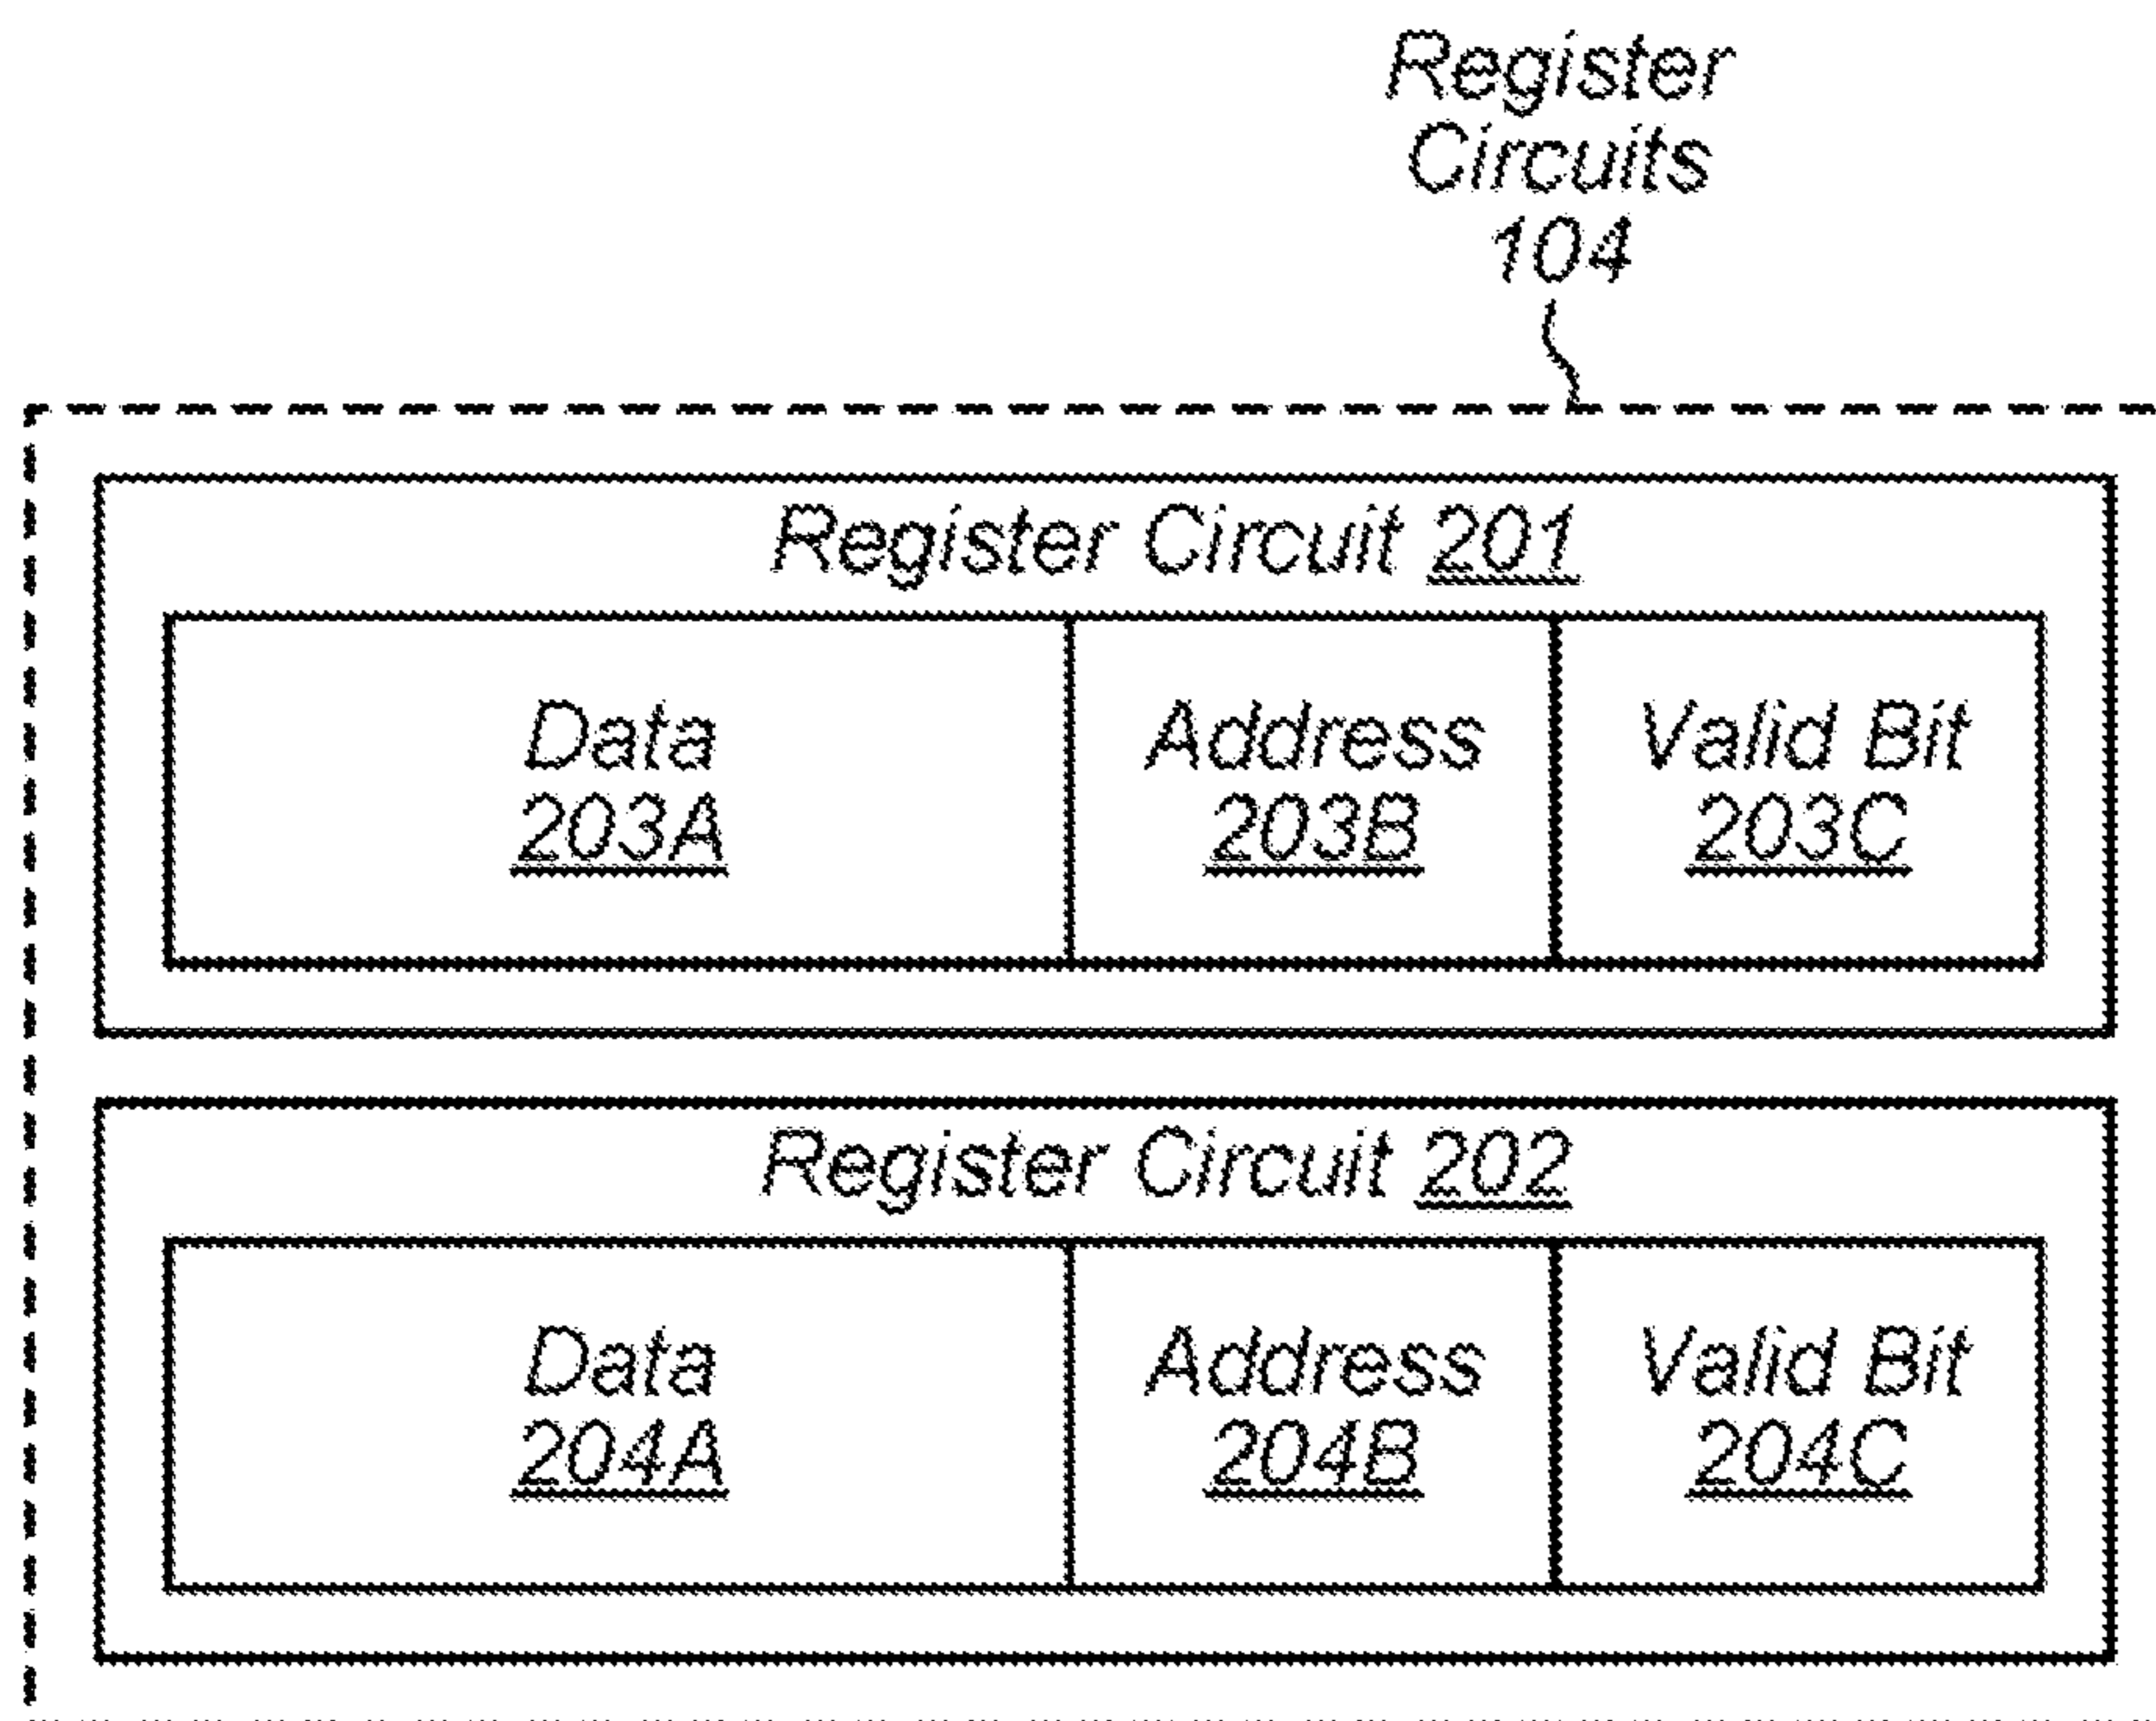 Register
Circuits
104
Register Circuit 201
Data
203A
Address
203B
Valid Bit
203C
Register Circuit 202
Data
204A
Address
204B
Valid Bit
204C